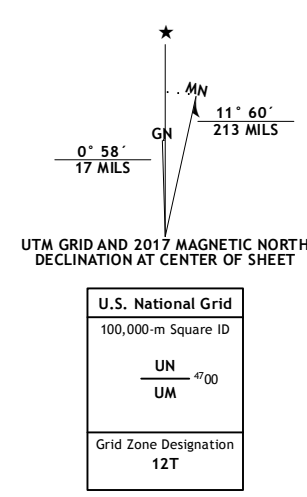 ★
MN
GN
11° 60´
213 MILS
0° 58´
17 MILS
UTM GRID AND 2017 MAGNETIC NORTH
DECLINATION AT CENTER OF SHEET
U.S. National Grid
100,000-m Square ID
UN
4700
UM
Grid Zone Designation
12T